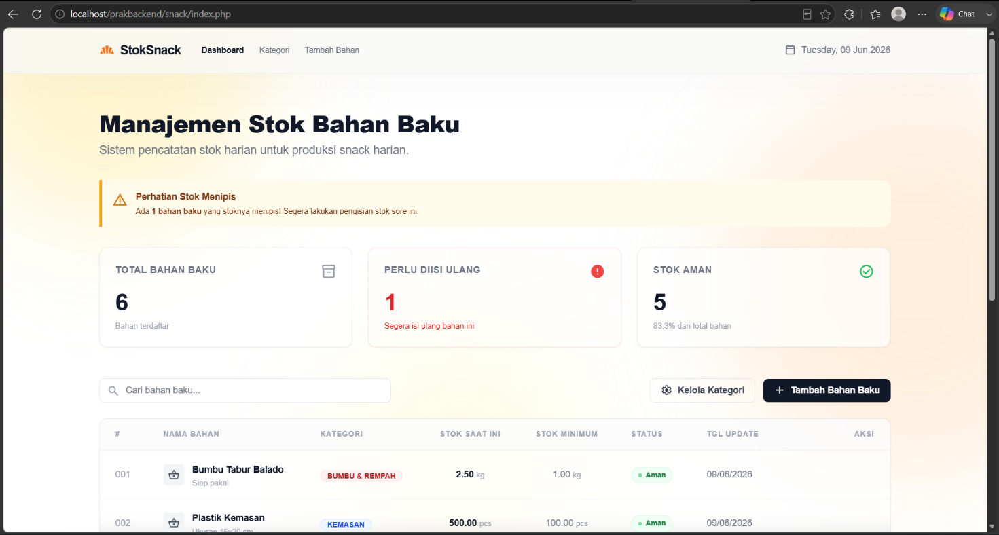 localhost/prakbackend/snack/index.php
Chat
StokSnack
Dashboard
Kategori
Tambah Bahan
Tuesday, 09 Jun 2026
Manajemen Stok Bahan Baku
Sistem pencatatan stok harian untuk produksi snack harian.
Perhatian Stok Menipis
Ada 1 bahan baku yang stoknya menipis! Segera lakukan pengisian stok sore ini.
TOTAL BAHAN BAKU
6
Bahan terdaftar
PERLU DIISI ULANG
1
Segera isi ulang bahan ini
STOK AMAN
5
83.3% dari total bahan
Cari bahan baku...
Kelola Kategori
+ Tambah Bahan Baku
# NAMA BAHAN KATEGORI STOK SAAT INI STOK MINIMUM STATUS TGL UPDATE AKSI
001 Bumbu Tabur Balado BUMBU & REMPAH 2.50 kg 1.00 kg Aman 09/06/2026
Siap pakai
002 Plastik Kemasan KEMASAN 500.00 pcs 100.00 pcs Aman 09/06/2026
Ukuran 15x20 cm